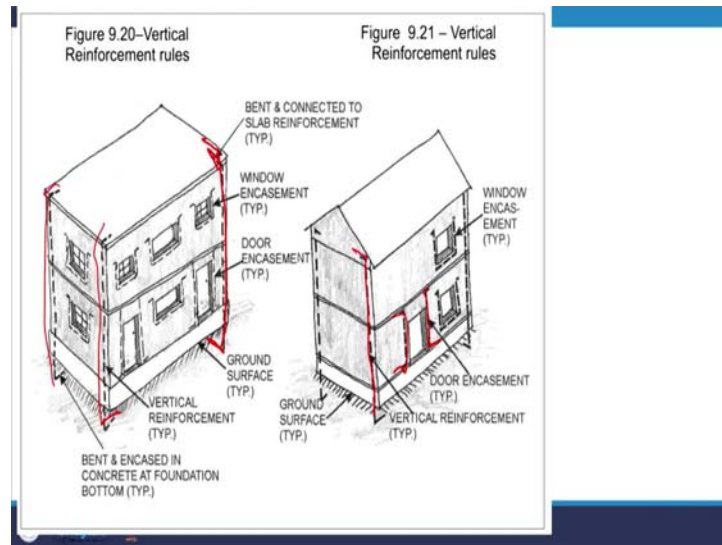 Figure 9.20–Vertical
Reinforcement rules
Figure 9.21 – Vertical
Reinforcement rules
BENT & CONNECTED TO
SLAB REINFORCEMENT
(TYP.)
WINDOW
ENCASEMENT
(TYP.)
DOOR
ENCASEMENT
(TYP.)
GROUND
SURFACE
(TYP.)
VERTICAL
REINFORCEMENT
(TYP.)
BENT & ENCASED IN
CONCRETE AT FOUNDATION
BOTTOM (TYP.)
WINDOW
ENCAS-
EMENT
(TYP.)
DOOR ENCASEMENT
(TYP.)
GROUND
SURFACE
(TYP.)
VERTICAL REINFORCEMENT
(TYP.)